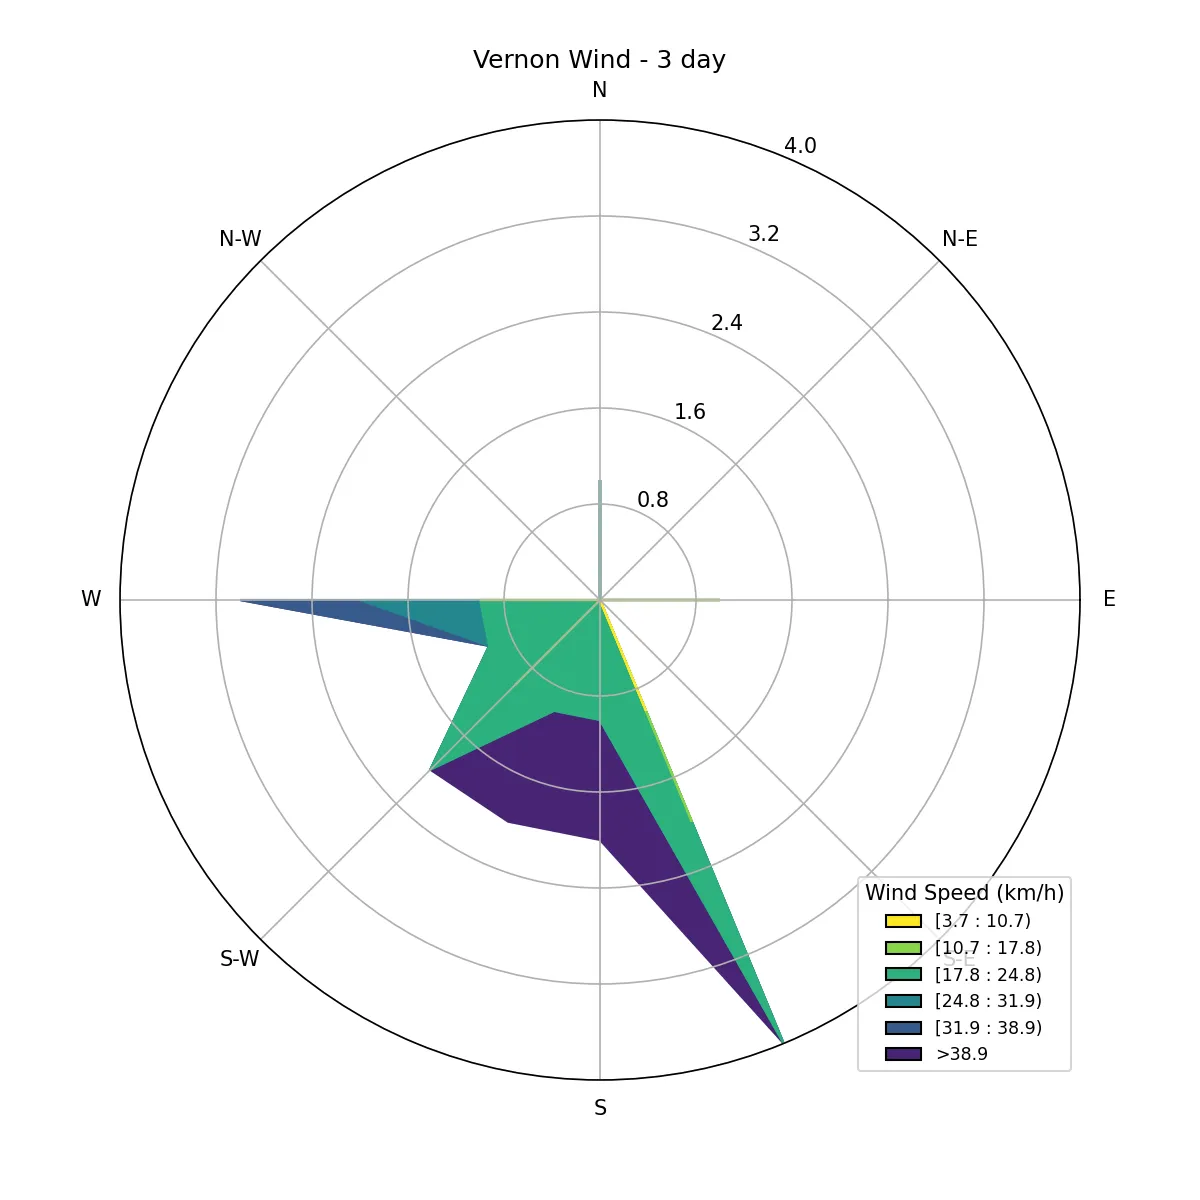 Vernon Wind - 3 day
N
4.0
N-W
3.2
N-E
2.4
1.6
0.8
W
E
Wind Speed (km/h)
[3.7 : 10.7)
[10.7 : 17.8)
S-W
S-E
[17.8 : 24.8)
[24.8 : 31.9)
[31.9 : 38.9)
>38.9
S